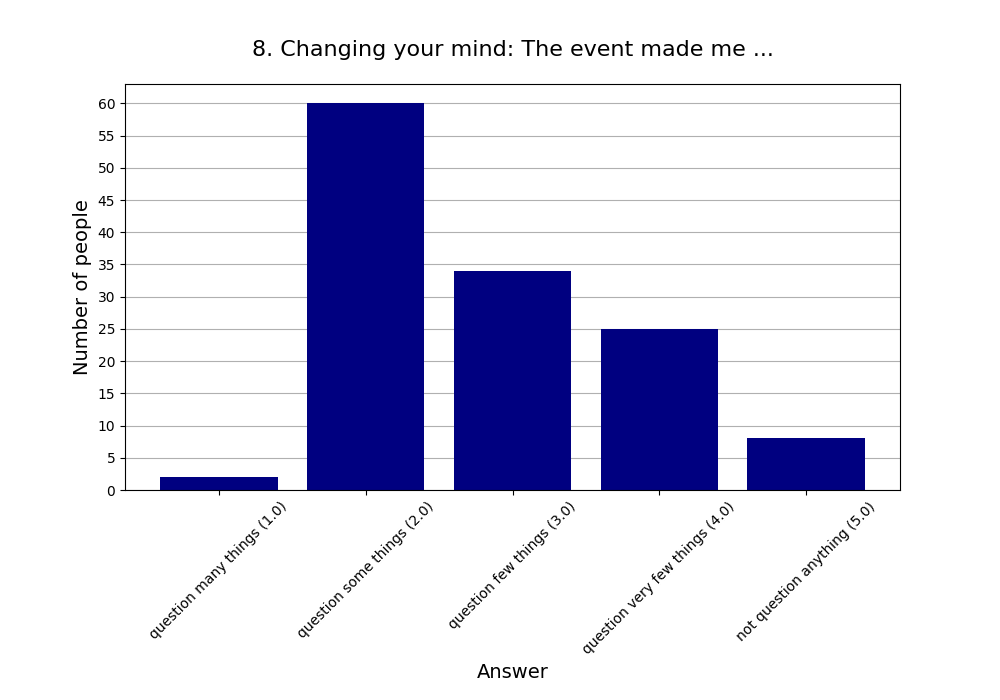 8. Changing your mind: The event made me ...
Number of people
60
55
50
45
40
35
30
25
20
15
10
5
0
question many things (1.0)
question some things (2.0)
question few things (3.0)
question very few things (4.0)
not question anything (5.0)
Answer